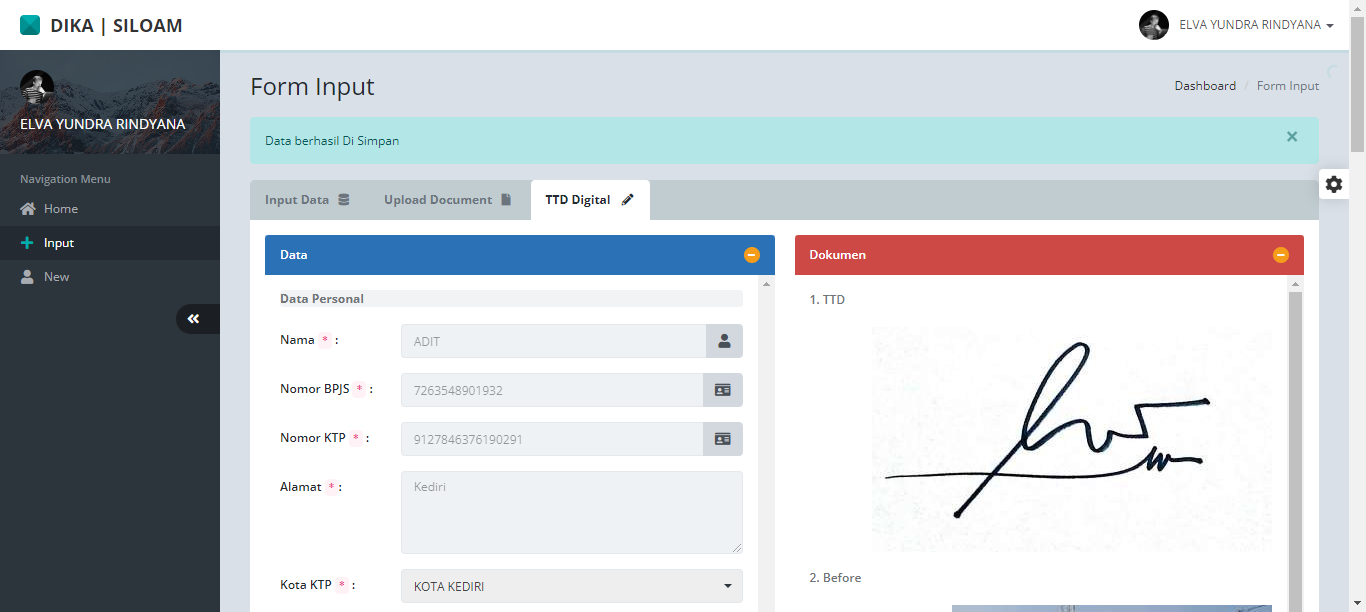 DIKA | SILOAM
ELVA YUNDRA RINDYANA
ELVA YUNDRA RINDYANA
Navigation Menu
Home
Input
New
Form Input
Dashboard / Form Input
Data berhasil Di Simpan
×
Input Data
Upload Document
TTD Digital
Data
Data Personal
Nama * :
ADIT
Nomor BPJS * :
7263548901932
Nomor KTP * :
9127846376190291
Alamat * :
Kediri
Kota KTP * :
KOTA KEDIRI
Dokumen
1. TTD
2. Before